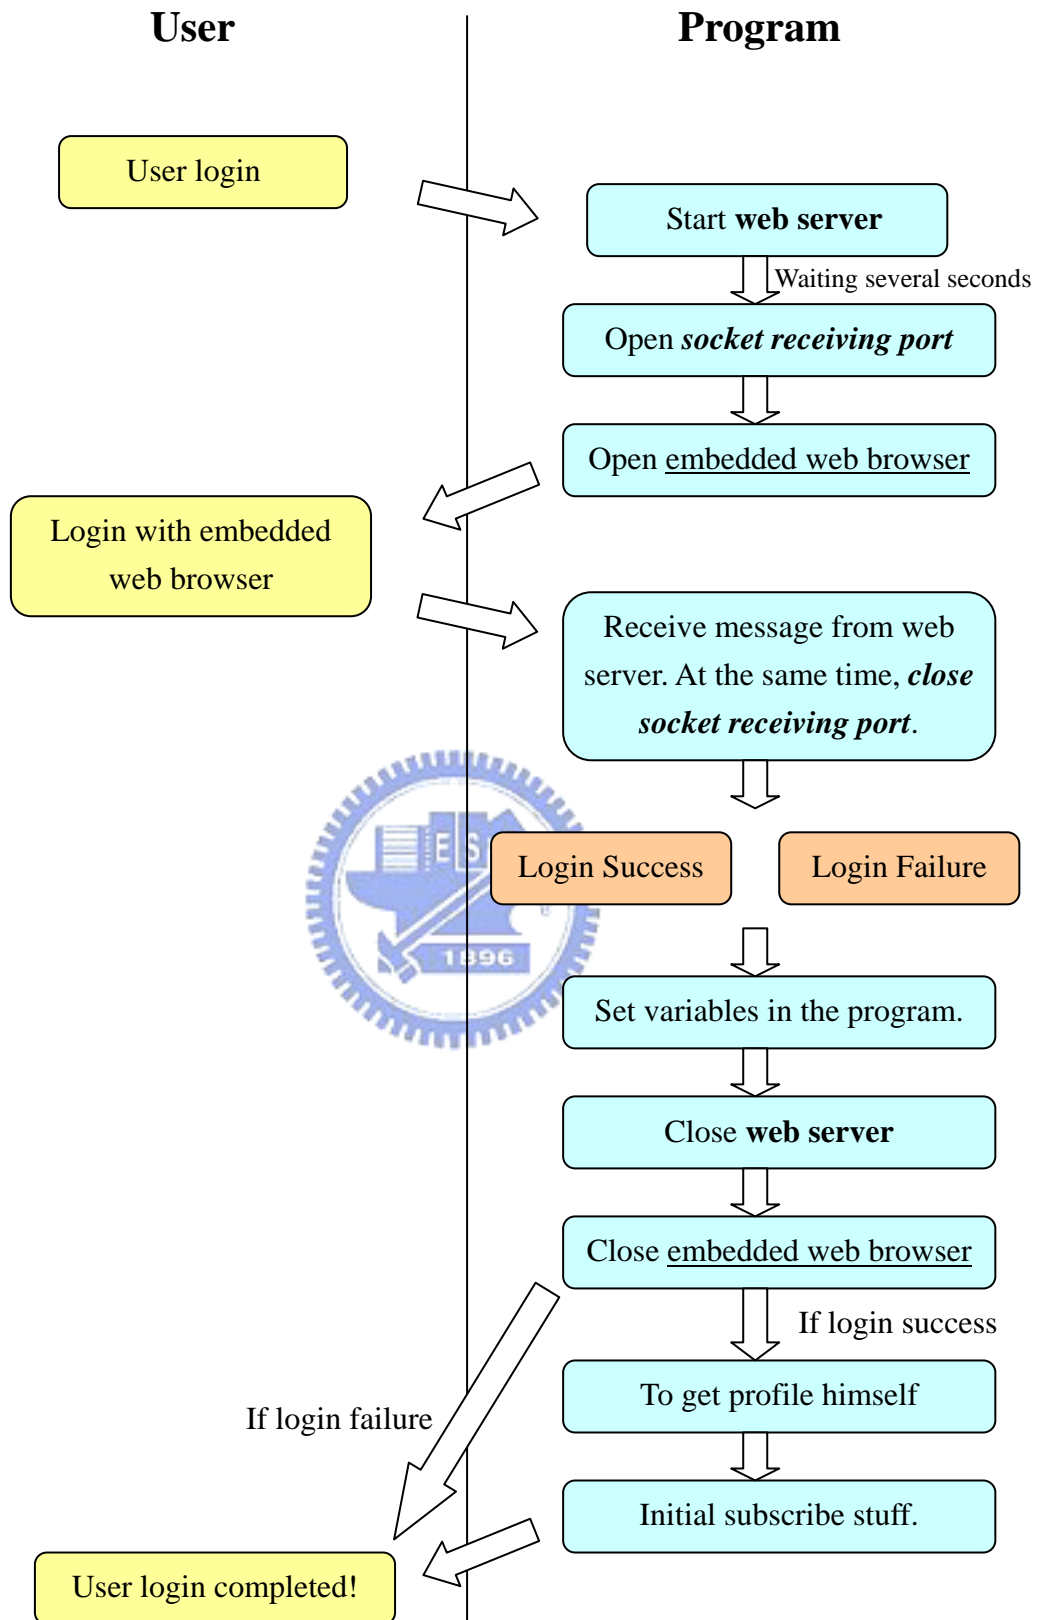 User
Program
User login
Start web server
Waiting several seconds
Open socket receiving port
Open embedded web browser
Login with embedded
web browser
Receive message from web
server. At the same time, close
socket receiving port.
E S
Login Success
Login Failure
1896
Set variables in the program.
Close web server
Close embedded web browser
If login success
To get profile himself
If login failure
Initial subscribe stuff.
User login completed!